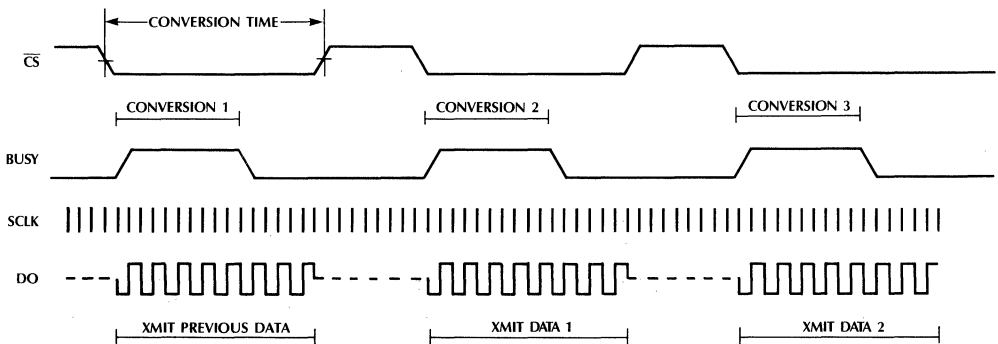 CONVERSION TIME
CS
CONVERSION 1
CONVERSION 2
CONVERSION 3
BUSY
SCLK
DO
XMIT PREVIOUS DATA
XMIT DATA 1
XMIT DATA 2